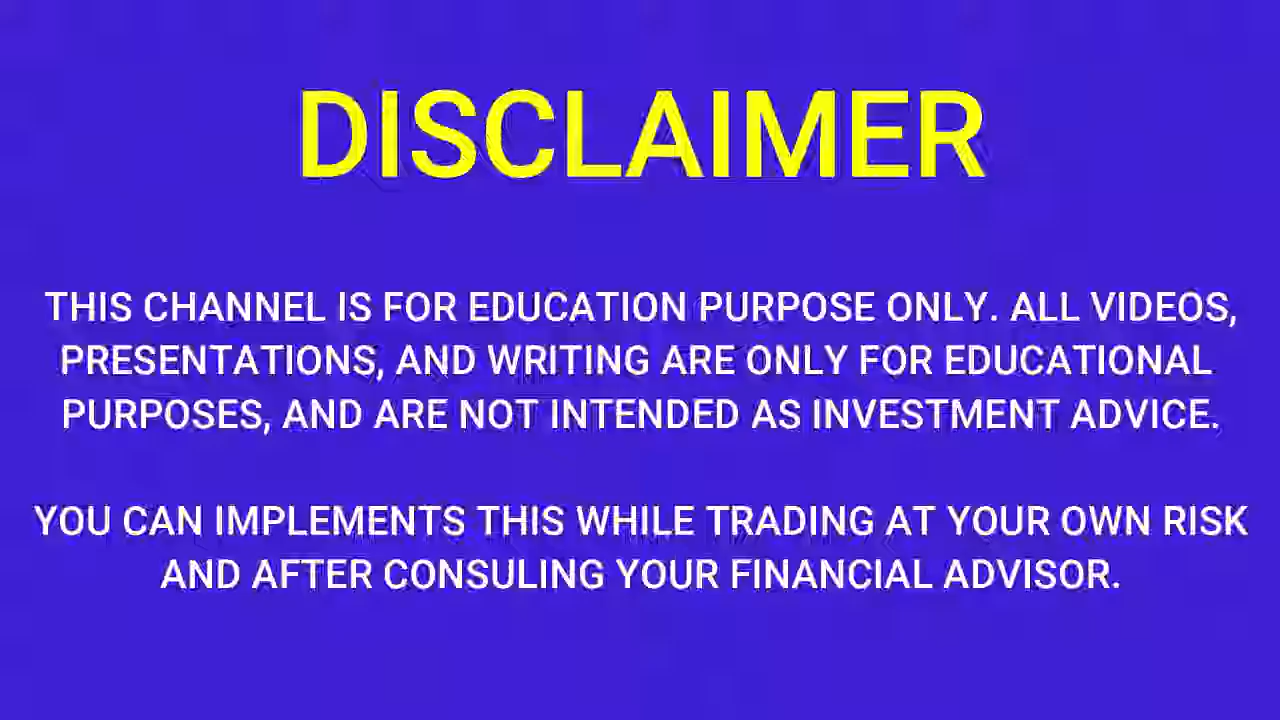 DISCLAIMER
THIS CHANNEL IS FOR EDUCATION PURPOSE ONLY. ALL VIDEOS,
PRESENTATIONS, AND WRITING ARE ONLY FOR EDUCATIONAL
PURPOSES, AND ARE NOT INTENDED AS INVESTMENT ADVICE.
YOU CAN IMPLEMENTS THIS WHILE TRADING AT YOUR OWN RISK
AND AFTER CONSULING YOUR FINANCIAL ADVISOR.